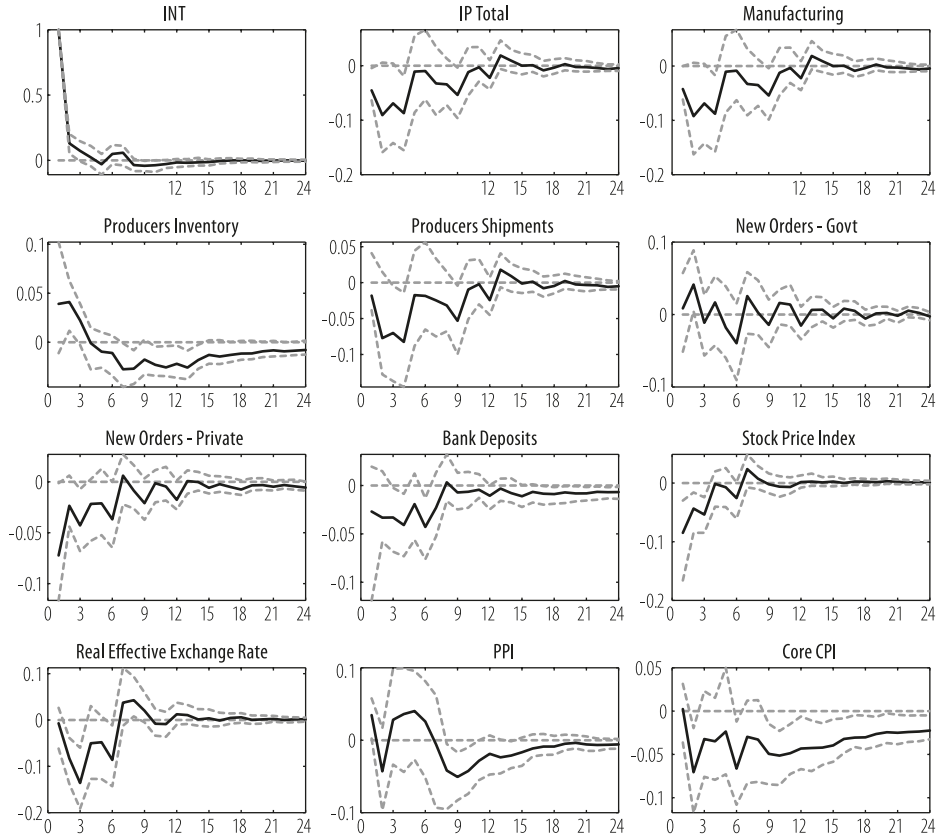 INT
1
0.5
0
12 15 18 21 24
IP Total
0
-0.1
-0.2
12 15 18 21 24
Manufacturing
0
-0.1
-0.2
12 15 18 21 24
Producers Inventory
0.1
0.05
0
0 3 6 9 12 15 18 21 24
Producers Shipments
0.05
0
-0.05
-0.1
0 3 6 9 12 15 18 21 24
New Orders - Govt
0.1
0
-0.1
0 3 6 9 12 15 18 21 24
New Orders - Private
0
-0.05
-0.1
0 3 6 9 12 15 18 21 24
Bank Deposits
0
-0.05
-0.1
0 3 6 9 12 15 18 21 24
Stock Price Index
0
-0.1
-0.2
0 3 6 9 12 15 18 21 24
Real Effective Exchange Rate
0.1
0
-0.1
-0.2
0 3 6 9 12 15 18 21 24
PPI
0.1
0
0.1
0 3 6 9 12 15 18 21 24
Core CPI
0.05
0
-0.05
-0.1
0 3 6 9 12 15 18 21 24